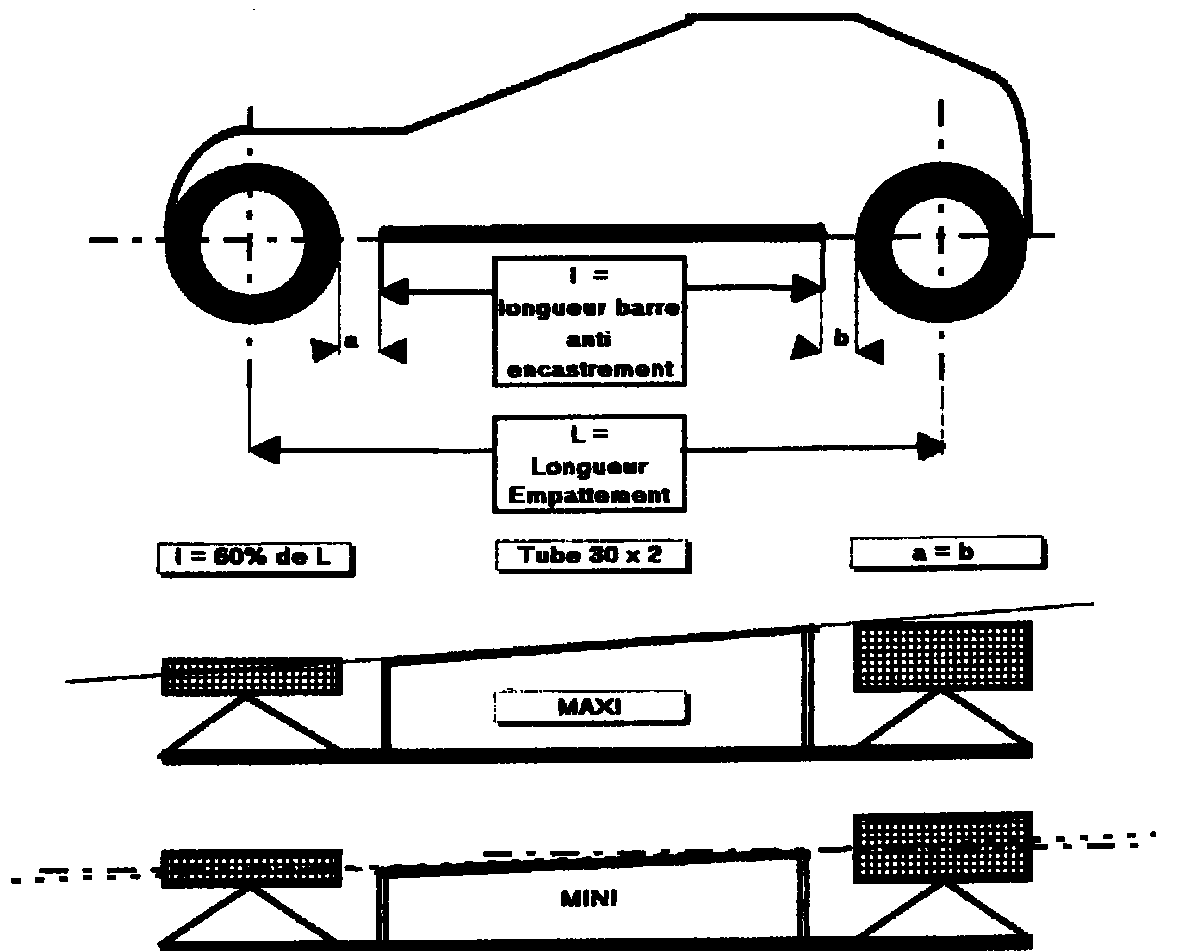 l =
longueur barre
anti
encastrement
a
b
L =
Longueur
Empattement
l = 60% de L
Tube 30 x 2
a = b
MAXI
MINI